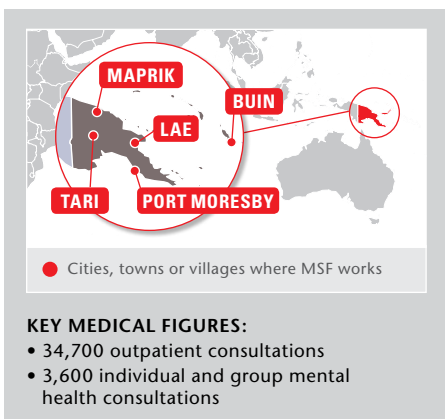 MAPRIK
BUIN
LAE
TARI
PORT MORESBY
Cities, towns or villages where MSF works
KEY MEDICAL FIGURES:
• 34,700 outpatient consultations
• 3,600 individual and group mental
health consultations